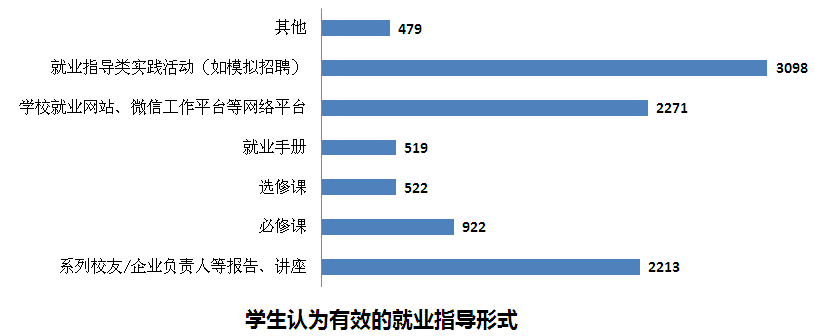 其他
479
就业指导类实践活动（如模拟招聘）
3098
学校就业网站、微信工作平台等网络平台
2271
就业手册
519
选修课
522
必修课
922
系列校友/企业负责人等报告、讲座
2213
学生认为有效的就业指导形式